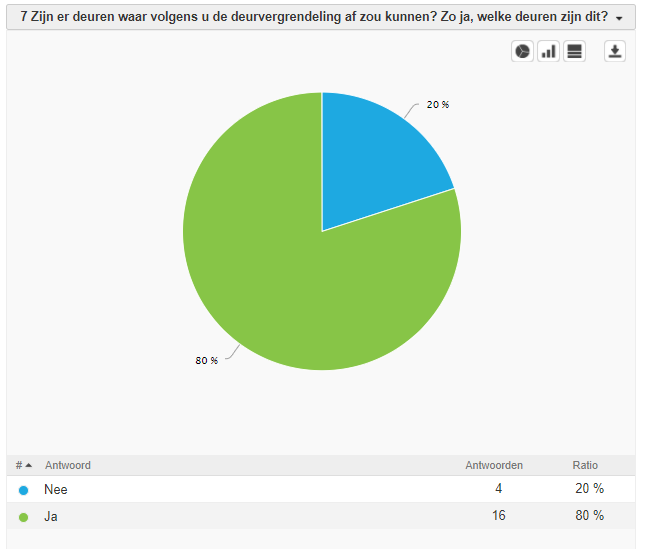 7 Zijn er deuren waar volgens u de deurvergrendeling af zou kunnen? Zo ja, welke deuren zijn dit?
20 %
80 %
# Antwoord Antwoorden Ratio
Nee 4 20 %
Ja 16 80 %